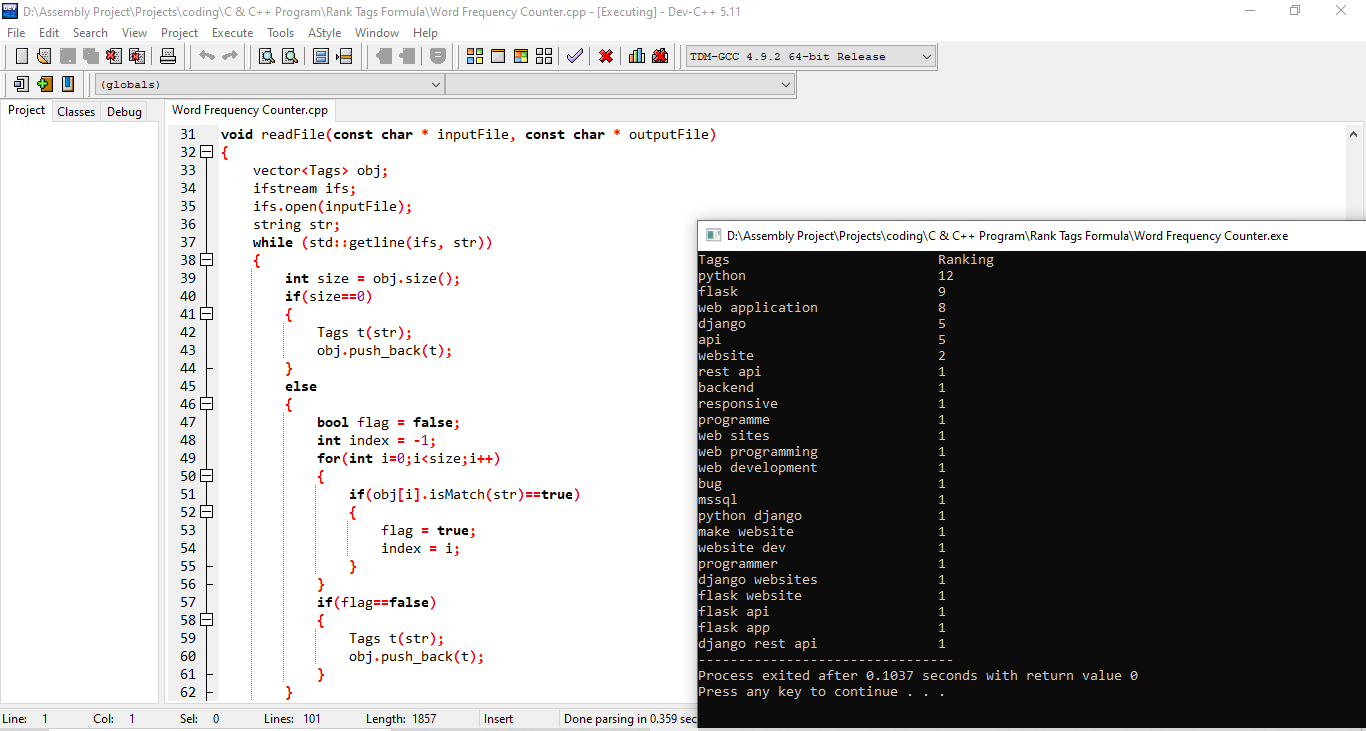 D:\Assembly Project\Projects\coding\C & C++ Program\Rank Tags Formula\Word Frequency Counter.cpp - [Executing] - Dev-C++ 5.11
File Edit Search View Project Execute Tools AStyle Window Help
TDM-GCC 4.9.2 64-bit Release
(globals)
Project Classes Debug
Word Frequency Counter.cpp
31 void readFile(const char * inputFile, const char * outputFile)
32 {
33 vector<Tags> obj;
34 ifstream ifs;
35 ifs.open(inputFile);
36 string str;
37 while (std::getline(ifs, str))
38 {
39 int size = obj.size();
40 if(size==0)
41 {
42 Tags t(str);
43 obj.push_back(t);
44 }
45 else
46 {
47 bool flag = false;
48 int index = -1;
49 for(int i=0;i<size;i++)
50 {
51 if(obj[i].isMatch(str)==true)
52 {
53 flag = true;
54 index = i;
55 }
56 }
57 if(flag==false)
58 {
59 Tags t(str);
60 obj.push_back(t);
61 }
62 }
D:\Assembly Project\Projects\coding\C & C++ Program\Rank Tags Formula\Word Frequency Counter.exe
Tags Ranking
python 12
flask 9
web application 8
django 5
api 5
website 2
rest api 1
backend 1
responsive 1
programme 1
web sites 1
web programming 1
web development 1
bug 1
mssql 1
python django 1
make website 1
website dev 1
programmer 1
django websites 1
flask website 1
flask api 1
flask app 1
django rest api 1
--------------------------------
Process exited after 0.1037 seconds with return value 0
Press any key to continue . . .
Line: 1 Col: 1 Sel: 0 Lines: 101 Length: 1857 Insert Done parsing in 0.359 sec